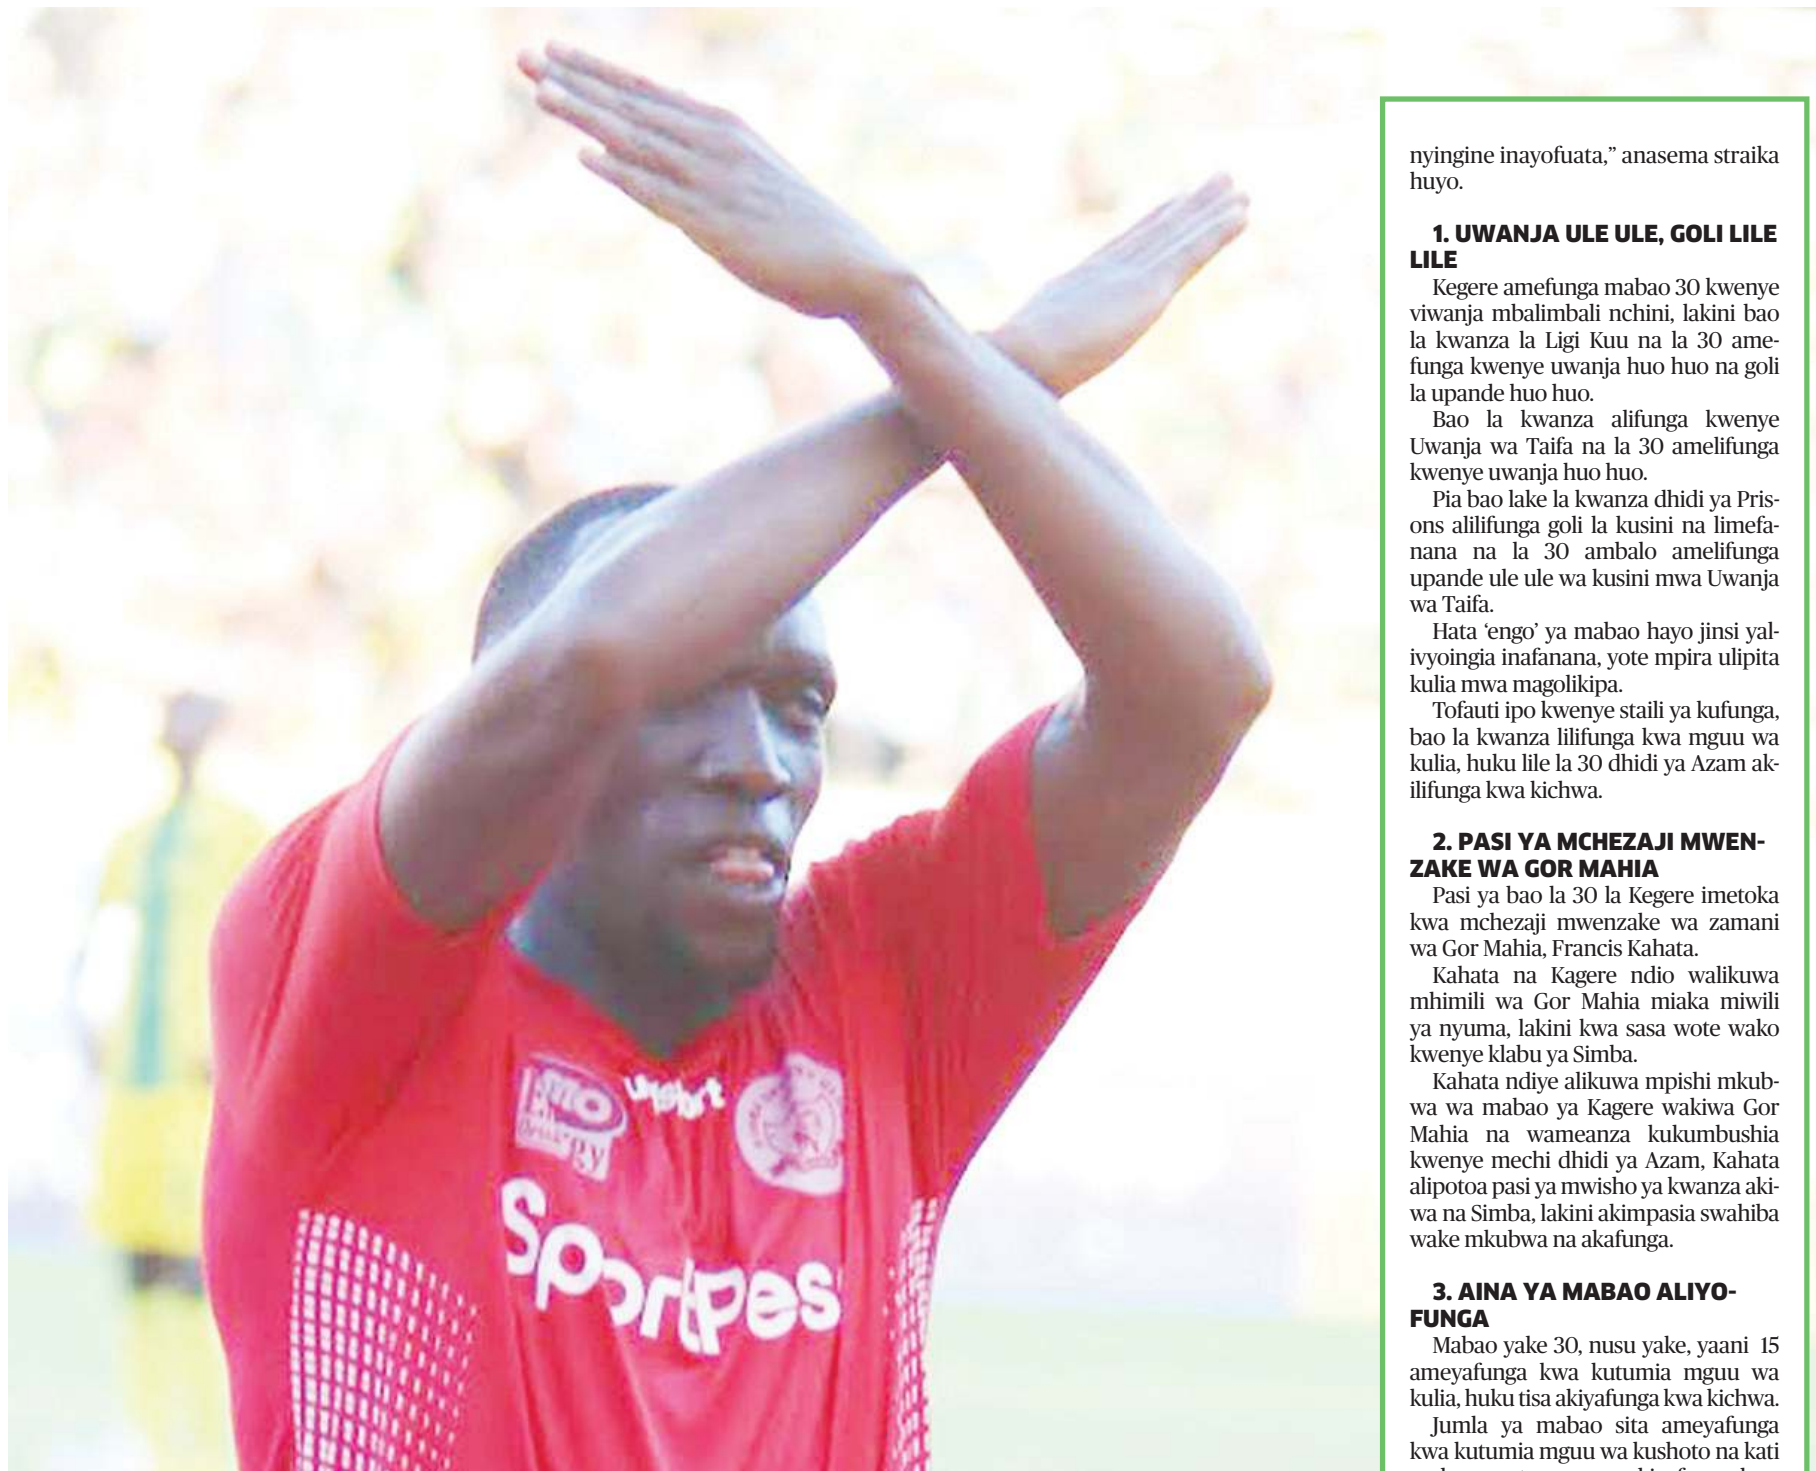 nyingine inayofuata,” anasema straika
huyo.
1. UWANJA ULE ULE, GOLI LILE
LILE
Kegere amefunga mabao 30 kwenye
viwanja mbalimbali nchini, lakini bao
la kwanza la Ligi Kuu na la 30 ame-
funga kwenye uwanja huo huo na goli
la upande huo huo.
Bao la kwanza alifunga kwenye
Uwanja wa Taifa na la 30 amelifunga
kwenye uwanja huo huo.
Pia bao lake la kwanza dhidi ya Pris-
ons alilifunga goli la kusini na limefa-
nana na la 30 ambalo amelifunga
upande ule ule wa kusini mwa Uwanja
wa Taifa.
Hata ‘engo’ ya mabao hayo jinsi yal-
ivyoingia inafanana, yote mpira ulipita
kulia mwa magolikipa.
Tofauti ipo kwenye staili ya kufunga,
bao la kwanza lilifunga kwa mguu wa
kulia, huku lile la 30 dhidi ya Azam ak-
ilifunga kwa kichwa.
2. PASI YA MCHEZAJI MWEN-
ZAKE WA GOR MAHIA
Pasi ya bao la 30 la Kegere imetoka
kwa mchezaji mwenzake wa zamani
wa Gor Mahia, Francis Kahata.
Kahata na Kagere ndio walikuwa
mhimili wa Gor Mahia miaka miwili
ya nyuma, lakini kwa sasa wote wako
kwenye klabu ya Simba.
Kahata ndiye alikuwa mpishi mkub-
wa wa mabao ya Kagere wakiwa Gor
Mahia na wameanza kukumbushia
kwenye mechi dhidi ya Azam, Kahata
alipotoa pasi ya mwisho ya kwanza aki-
wa na Simba, lakini akimpasia swahiba
wake mkubwa na akafunga.
3. AINA YA MABAO ALIYO-
FUNGA
Mabao yake 30, nusu yake, yaani 15
ameyafunga kwa kutumia mguu wa
kulia, huku tisa akiyafunga kwa kichwa.
Jumla ya mabao sita ameyafunga
kwa kutumia mguu wa kushoto na kati
SportPesa